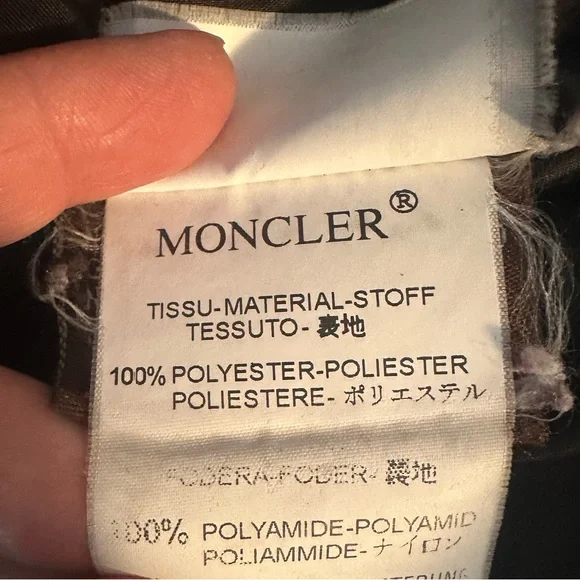 MONCLER®
TISSU-MATERIAL-STOFF
TESSUTO-表地
100% POLYESTER-POLIESTER
POLIESTERE-ポリエステル
FODERA-FODER-裏地
100% POLYAMIDE-POLYAMID
POLIAMMIDE-ナイロン